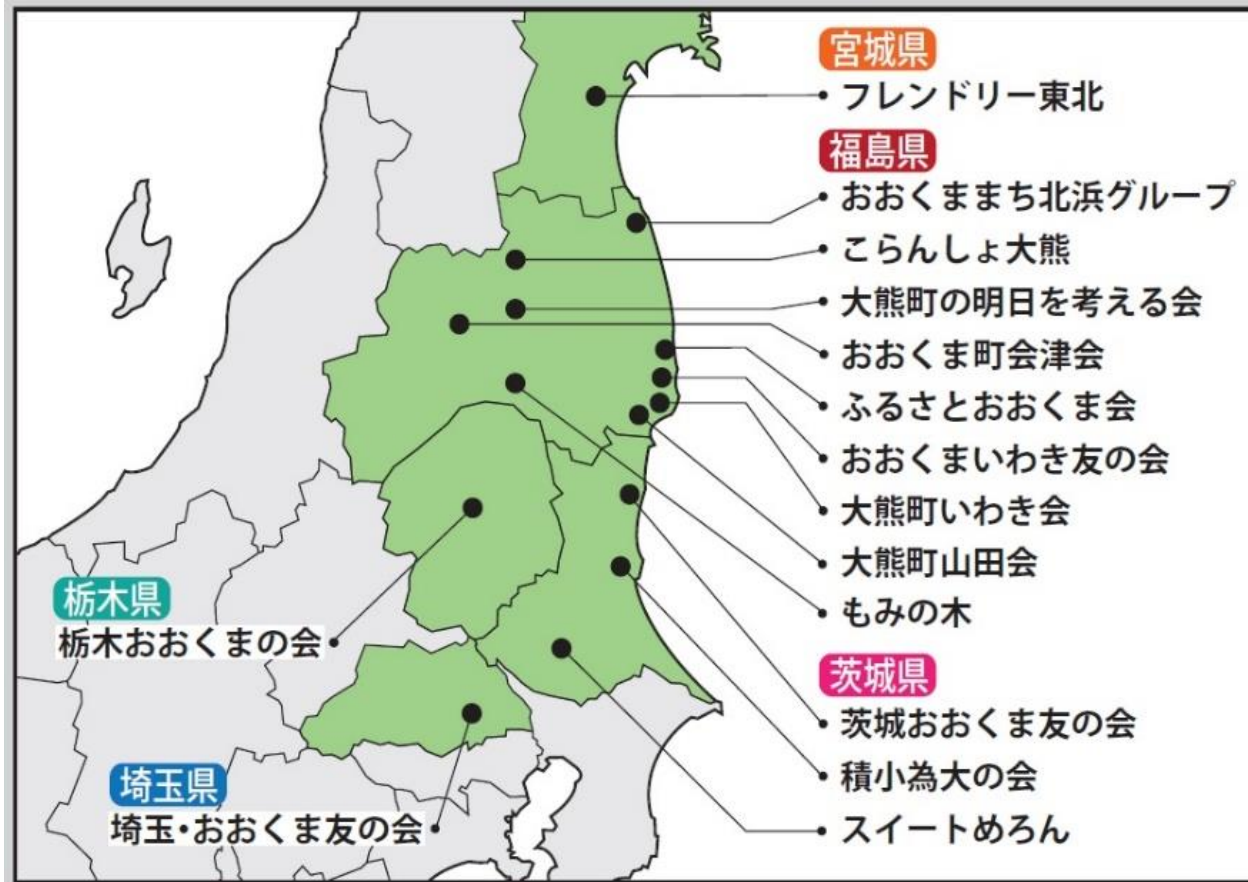 宮城県
フレンドリー東北
福島県
おおくままち北浜グループ
こらんしょ大熊
大熊町の明日を考える会
おおくま町会津会
ふるさとおおくま会
おおくまいわき友の会
大熊町いわき会
大熊町山田会
もみの木
茨城県
茨城おおくま友の会
積小為大の会
スイートめろん
栃木県
栃木おおくまの会
埼玉県
埼玉・おおくま友の会